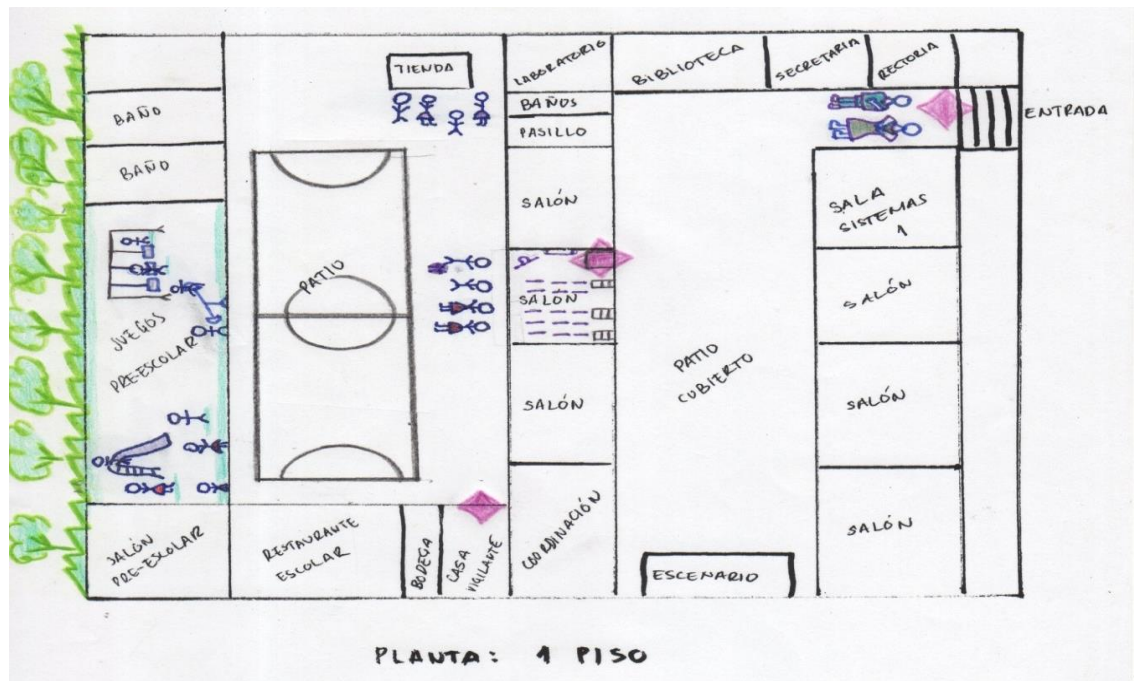 TIENDA
LABORATORIO
BIBLIOTECA
SECRETARIA
RECTORIA
ENTRADA
BAÑO
BAÑOS
PASILLO
BAÑO
SALÓN
SALA
SISTEMAS
1
PATIO
SALÓN
SALÓN
JUEGOS
PRE-ESCOLAR
PATIO
CUBIERTO
SALÓN
SALÓN
SALÓN
PRE-ESCOLAR
RESTAURANTE
ESCOLAR
BODEGA
CASA
VIGILANTE
COORDINACIÓN
SALÓN
ESCENARIO
PLANTA: 1 PISO